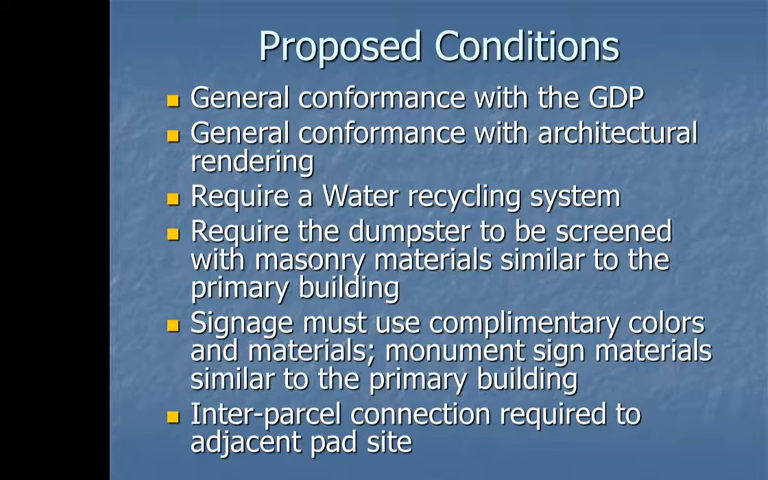 Proposed Conditions
General conformance with the GDP
General conformance with architectural
rendering
Require a Water recycling system
Require the dumpster to be screened
with masonry materials similar to the
primary building
Signage must use complimentary colors
and materials; monument sign materials
similar to the primary building
Inter-parcel connection required to
adjacent pad site